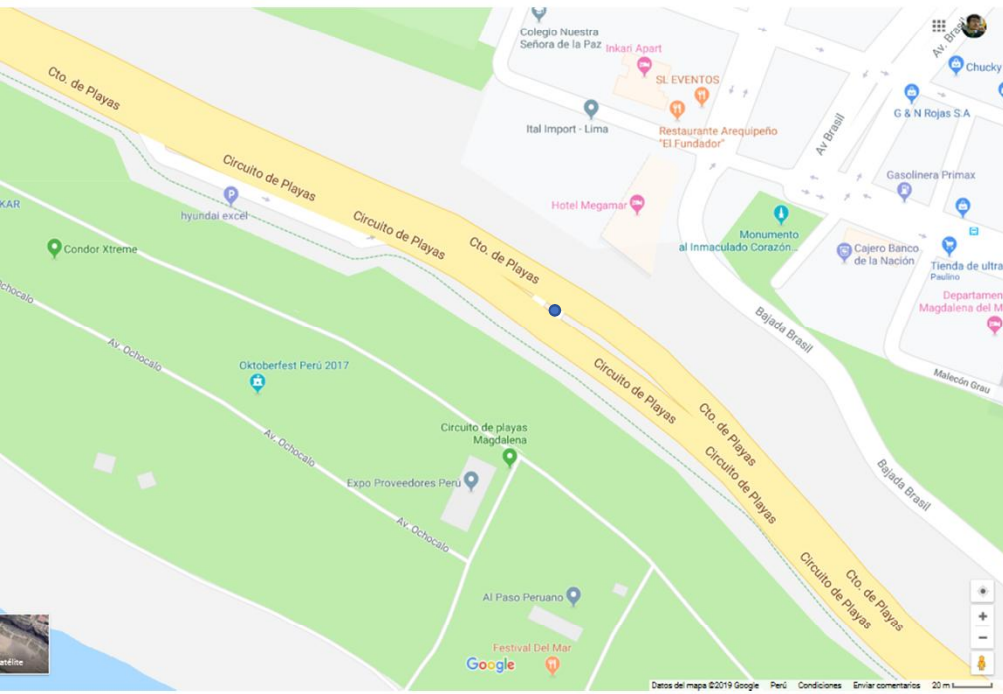 Colegio Nuestra
Señora de la Paz
Inkari Apart
Av. Brasil
Chucky
Cto. de Playas
SL EVENTOS
G & N Rojas S.A
Ital Import - Lima
Restaurante Arequipeño
"El Fundador"
Av Brasil
Circuito de Playas
Gasolinera Primax
P
hyundai excel
KAR
Hotel Megamar
Circuito de Playas
Cto. de Playas
Monumento
al Inmaculado Corazón...
Cajero Banco
de la Nación
Tienda de ultra
Paulino
Condor Xtreme
Departamen
Magdalena del M
Ochocalo
Bajada Brasil
Av. Ochocalo
Oktoberfest Perú 2017
Circuito de Playas
Malecón Grau
Cto. de Playas
Circuito de playas
Magdalena
Av. Ochocalo
Circuito de Playas
Expo Proveedores Perú
Bajada Brasil
Av. Ochocalo
Circuito de Playas
Cto. de Playas
Al Paso Peruano
Festival Del Mar
satélite
Google
Datos del mapa ©2019 Google Perú Condiciones Enviar comentarios 20 m